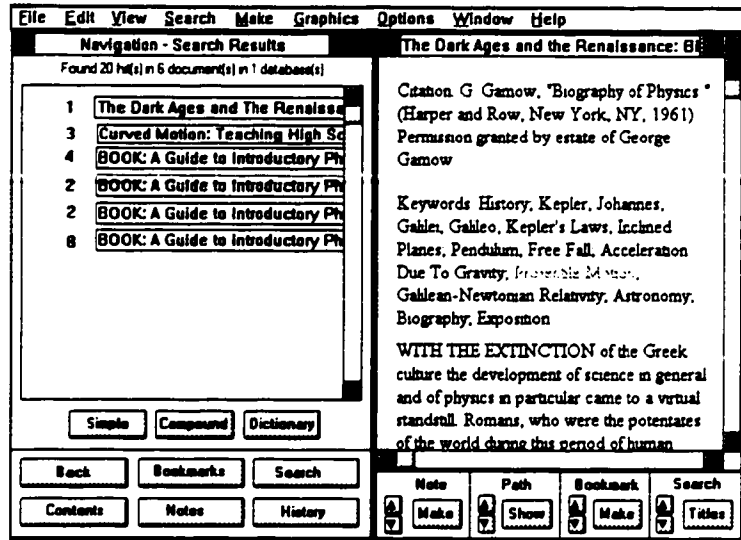 File Edit View Search Make Graphics Options Window Help
Navigation - Search Results
Found 20 hit(s) in 6 document(s) in 1 database(s)
1 The Dark Ages and The Renaissa
3 Curved Motion: Teaching High Sc
4 BOOK: A Guide to Introductory Ph
2 BOOK: A Guide to Introductory Ph
2 BOOK: A Guide to Introductory Ph
8 BOOK: A Guide to Introductory Ph
Simple Compound Dictionary
Back Bookmarks Search
Contents Notes History
The Dark Ages and the Renaissance: BI
Citation G Gamow, "Biography of Physics "
(Harper and Row, New York, NY, 1961)
Permission granted by estate of George
Gamow
Keywords History, Kepler, Johannes,
Galilei, Galileo, Kepler's Laws, Inclined
Planes, Pendulum, Free Fall, Acceleration
Due To Gravity, Projectile Motion,
Galilean-Newtonian Relativity, Astronomy,
Biography, Exposition
WITH THE EXTINCTION of the Greek
culture the development of science in general
and of physics in particular came to a virtual
standstill. Romans, who were the potentates
of the world during this period of human
Note Path Bookmark Search
Make Show Make Titles